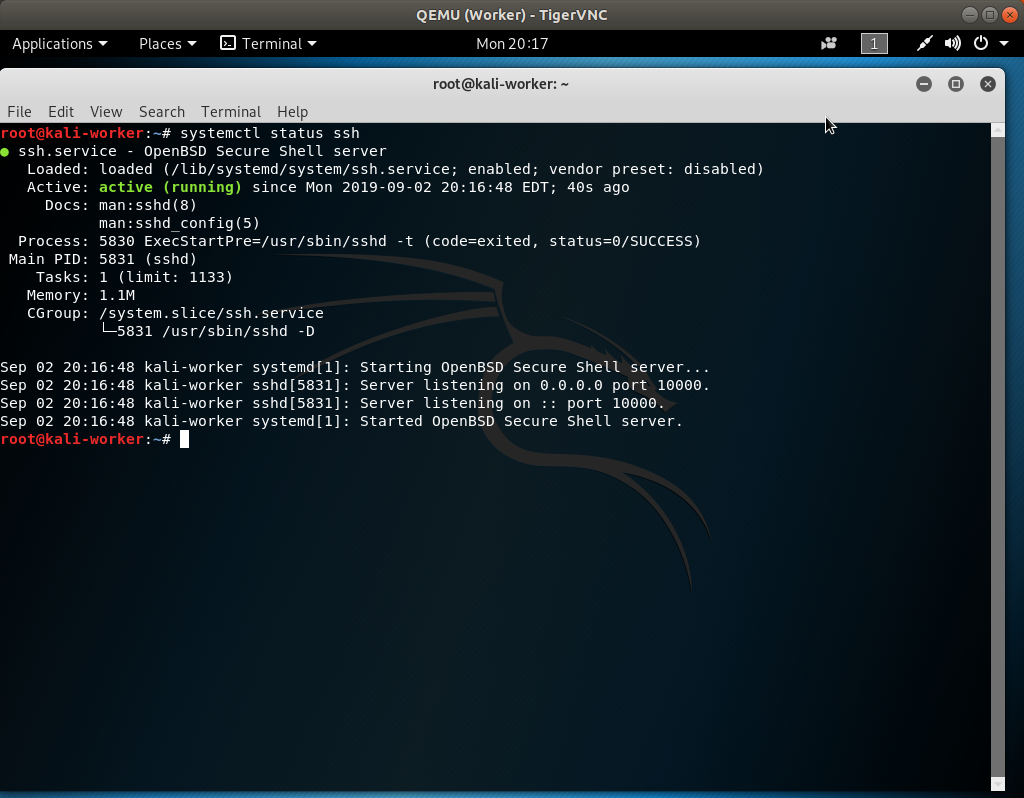 QEMU (Worker) - TigerVNC
Applications Places Terminal Mon 20:17 1
root@kali-worker: ~
File Edit View Search Terminal Help
root@kali-worker:~# systemctl status ssh
● ssh.service - OpenBSD Secure Shell server
   Loaded: loaded (/lib/systemd/system/ssh.service; enabled; vendor preset: disabled)
   Active: active (running) since Mon 2019-09-02 20:16:48 EDT; 40s ago
     Docs: man:sshd(8)
           man:sshd_config(5)
  Process: 5830 ExecStartPre=/usr/sbin/sshd -t (code=exited, status=0/SUCCESS)
 Main PID: 5831 (sshd)
    Tasks: 1 (limit: 1133)
   Memory: 1.1M
   CGroup: /system.slice/ssh.service
           └─5831 /usr/sbin/sshd -D

Sep 02 20:16:48 kali-worker systemd[1]: Starting OpenBSD Secure Shell server...
Sep 02 20:16:48 kali-worker sshd[5831]: Server listening on 0.0.0.0 port 10000.
Sep 02 20:16:48 kali-worker sshd[5831]: Server listening on :: port 10000.
Sep 02 20:16:48 kali-worker systemd[1]: Started OpenBSD Secure Shell server.
root@kali-worker:~#